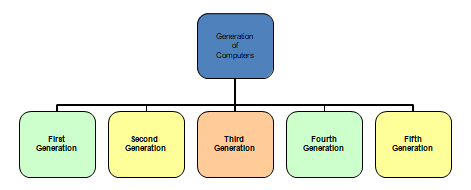 Generation
of
Computers
First
Generation
Second
Generation
Third
Generation
Fourth
Generation
Fifth
Generation